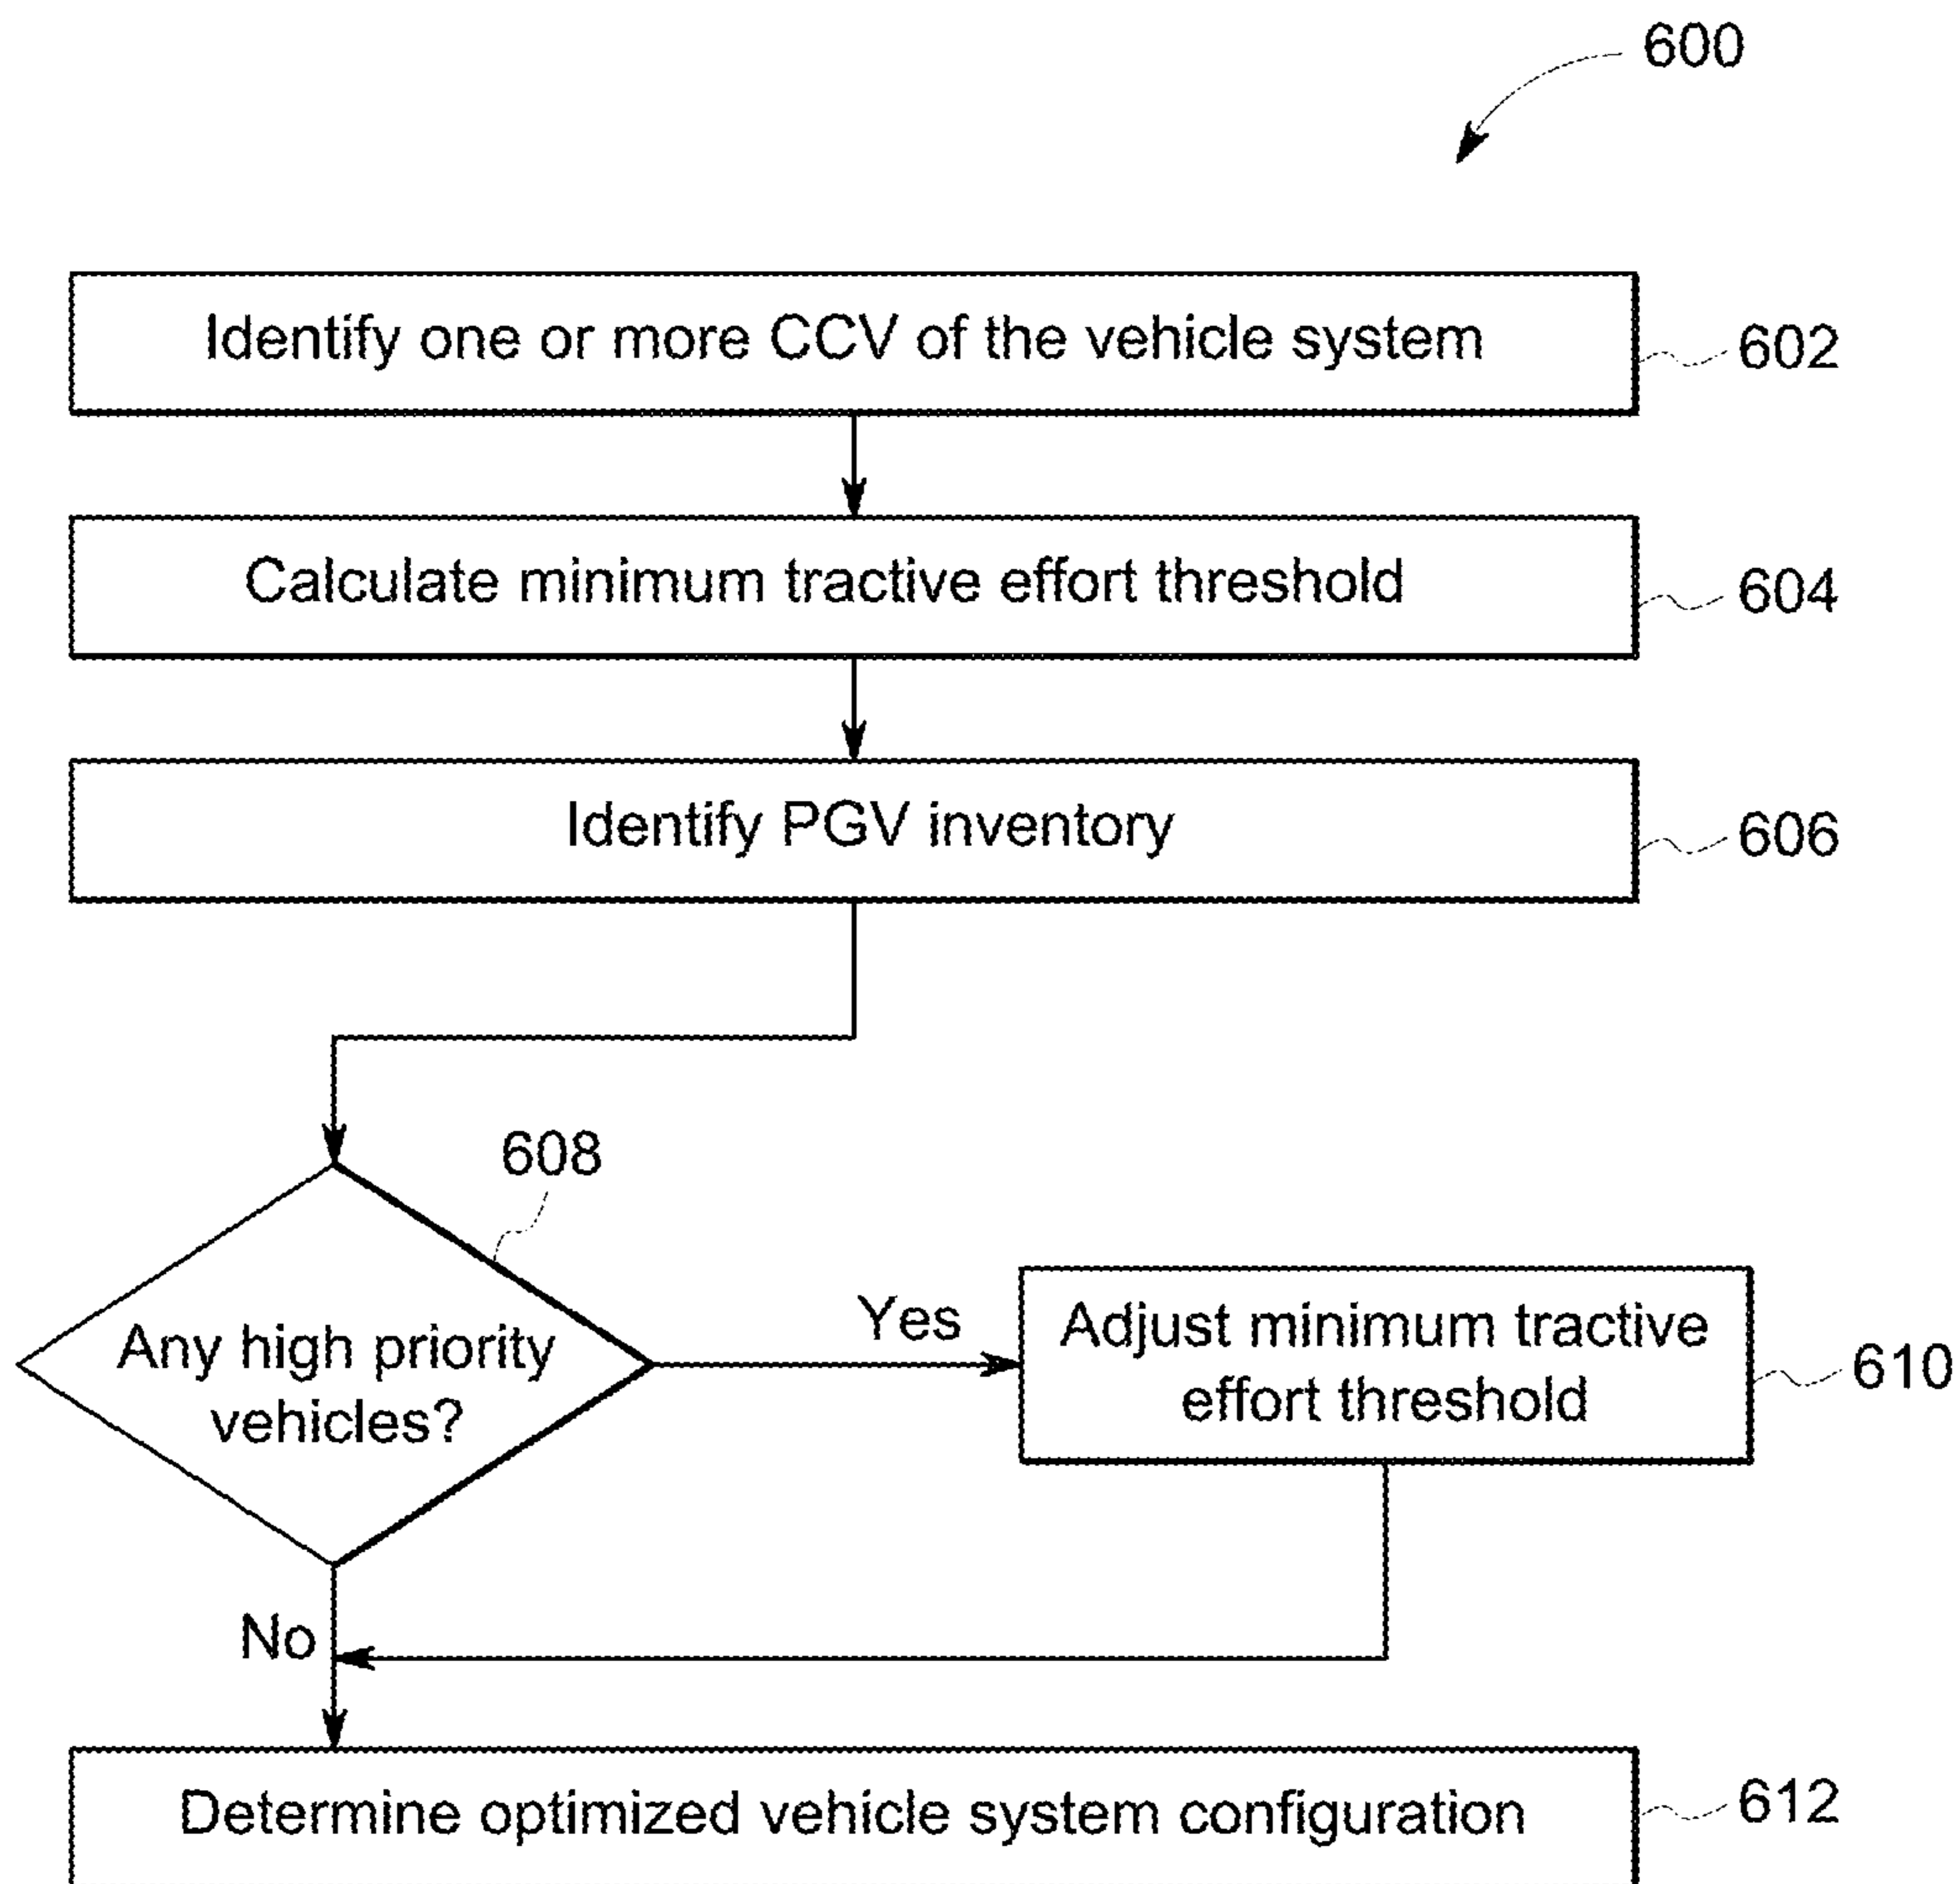 600
Identify one or more CCV of the vehicle system
602
Calculate minimum tractive effort threshold
604
Identify PGV inventory
606
608
Any high priority
vehicles?
Yes
Adjust minimum tractive
effort threshold
610
No
Determine optimized vehicle system configuration
612